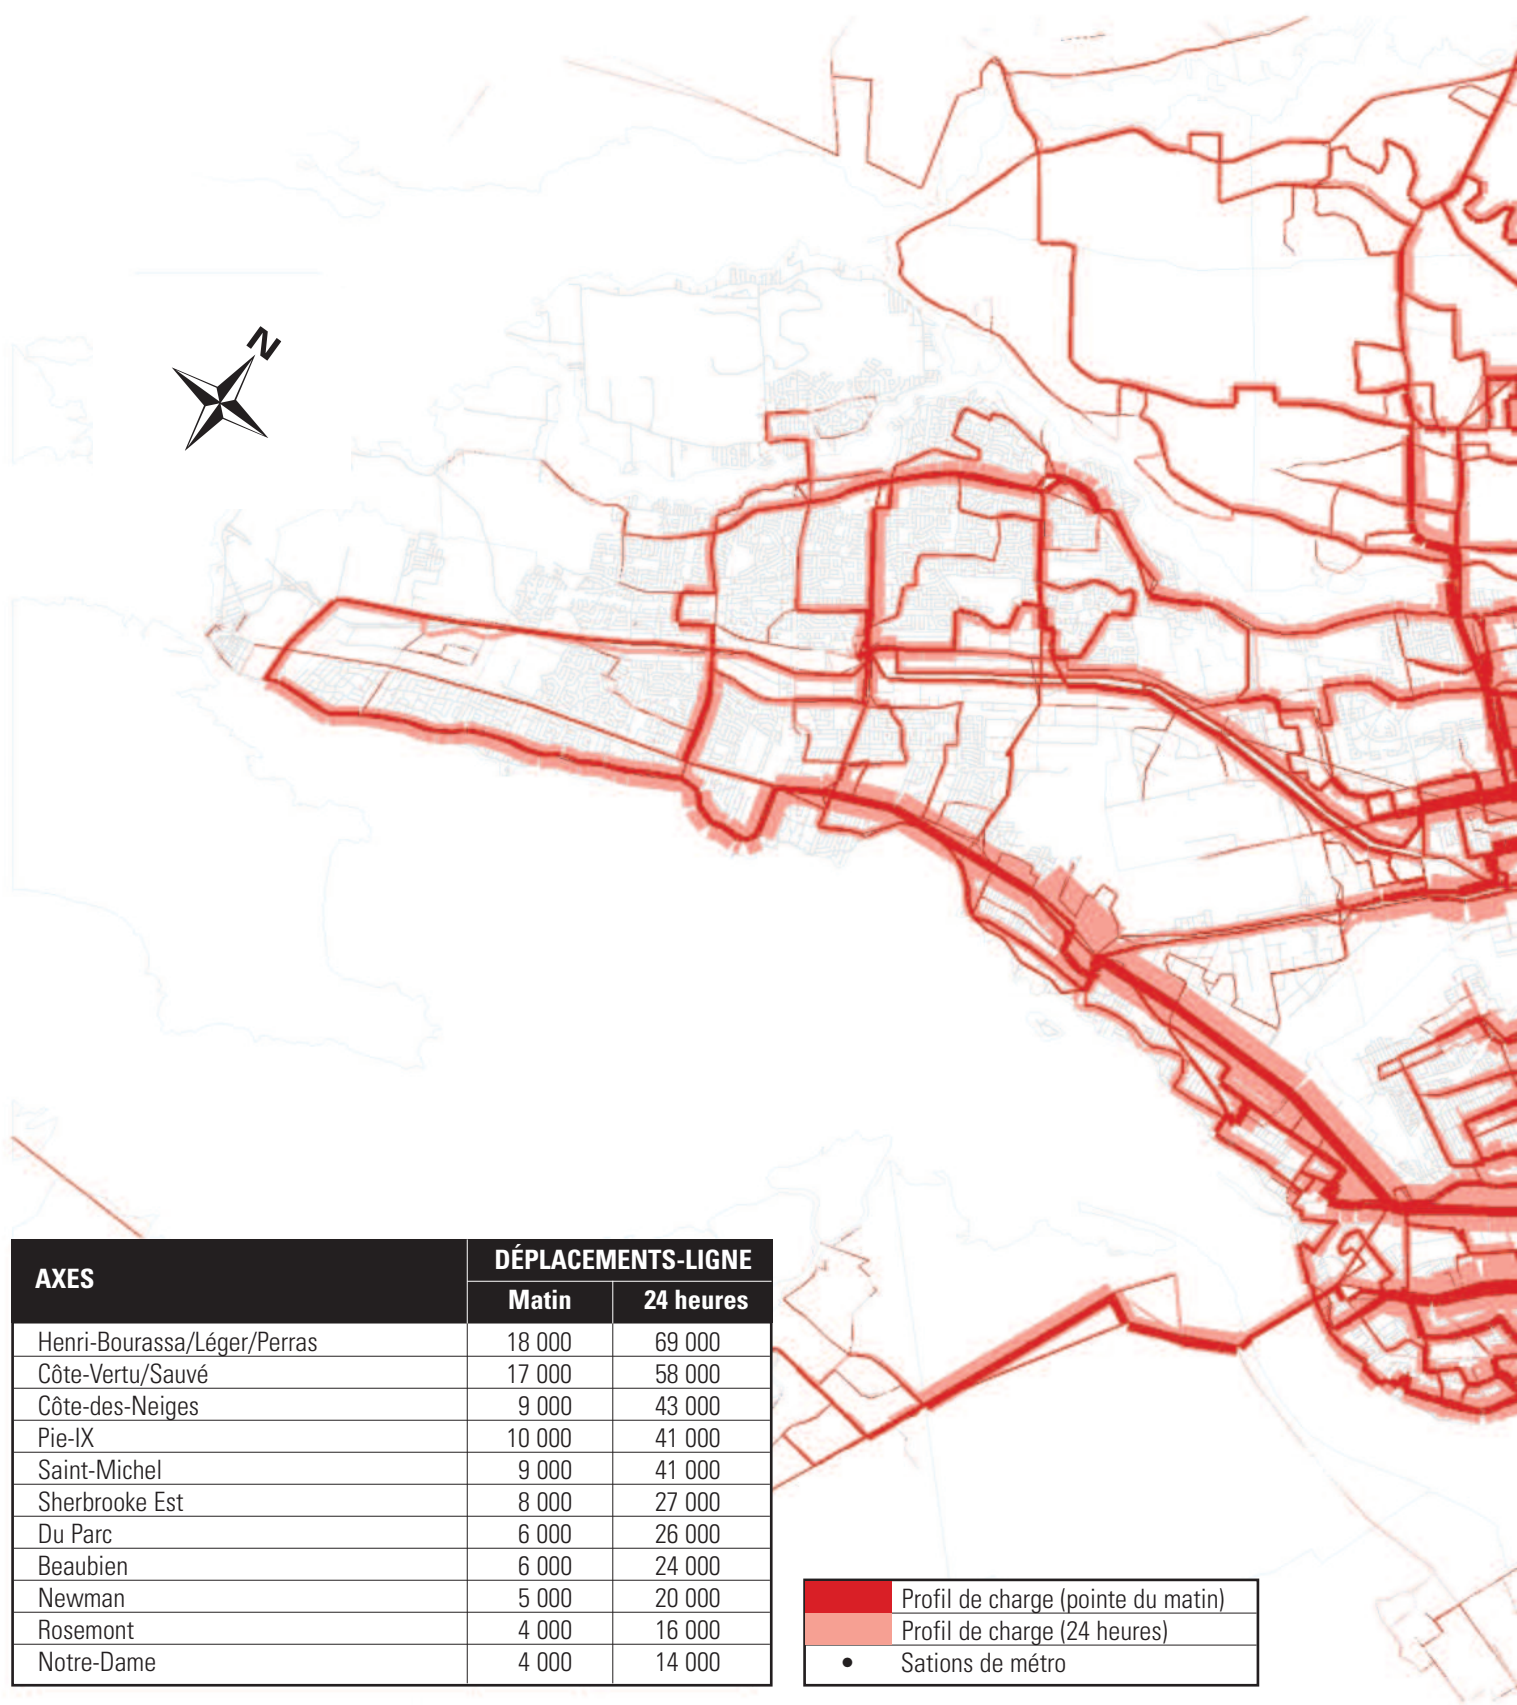 N
AXES DÉPLACEMENTS-LIGNE
Matin 24 heures
Henri-Bourassa/Léger/Perras 18 000 69 000
Côte-Vertu/Sauvé 17 000 58 000
Côte-des-Neiges 9 000 43 000
Pie-IX 10 000 41 000
Saint-Michel 9 000 41 000
Sherbrooke Est 8 000 27 000
Du Parc 6 000 26 000
Beaubien 6 000 24 000
Newman 5 000 20 000
Rosemont 4 000 16 000
Notre-Dame 4 000 14 000
Profil de charge (pointe du matin)
Profil de charge (24 heures)
Sations de métro